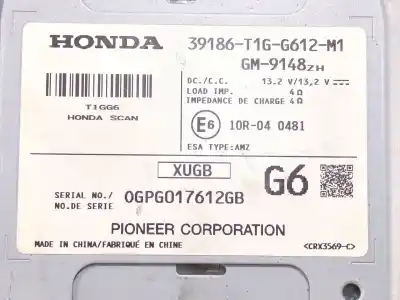 HONDA
39186-T1G-G612-M1
GM-9148ZH
T1GG6
HONDA SCAN
DC./C.C. 13.2 V/13,2 V
LOAD IMP. 4Ω
IMPEDANCE DE CHARGE 4Ω
E6 10R-04 0481
ESA TYPE:AMZ
XUGB
G6
SERIAL NO./
NO.DE SERIE
0GPG017612GB
PIONEER CORPORATION
MADE IN CHINA/FABRIQUÉ EN CHINE
<CRX3569-C>